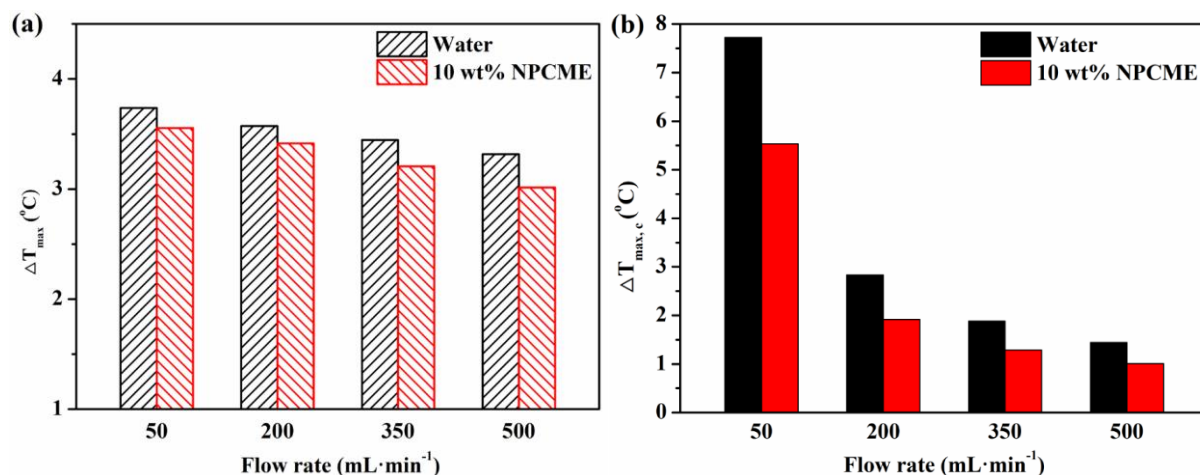 (a)
Water
10 wt% NPCME
4
3
2
1
△T max (°C)
50 200 350 500
Flow rate (mL·min⁻¹)
(b)
Water
10 wt% NPCME
8
7
6
5
4
3
2
1
0
△T max, c (°C)
50 200 350 500
Flow rate (mL·min⁻¹)